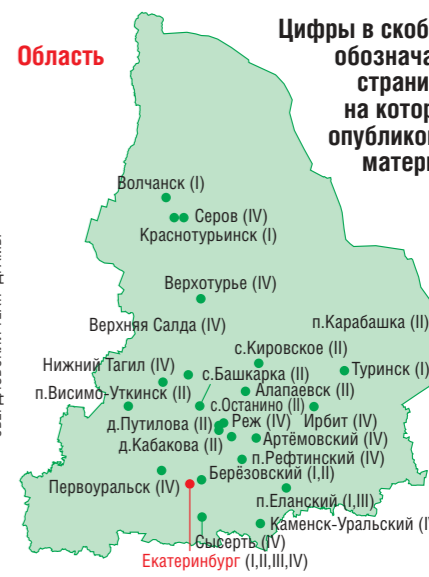 Область
Цифры в скоб
обознача
страни
на котор
опубликов
матери
Волчанск (I)
Серов (IV)
Краснотурьинск (I)
Верхотурье (IV)
Верхняя Салда (IV)
п.Карабашка (II)
с.Кировское (II)
Нижний Тагил (IV)
с.Башкарка (II)
Туринск (I)
п.Висимо-Уткинск (II)
Алапаевск (II)
с.Останино (II)
д.Путилова (II)
Реж (IV)
Ирбит (IV)
д.Кабакова (II)
Артёмовский (IV)
п.Рефтинский (IV)
Берёзовский (I,II)
Первоуральск (IV)
п.Еланский (I,III)
Каменск-Уральский (I
Сысерть (IV)
Екатеринбург (I,II,III,IV)